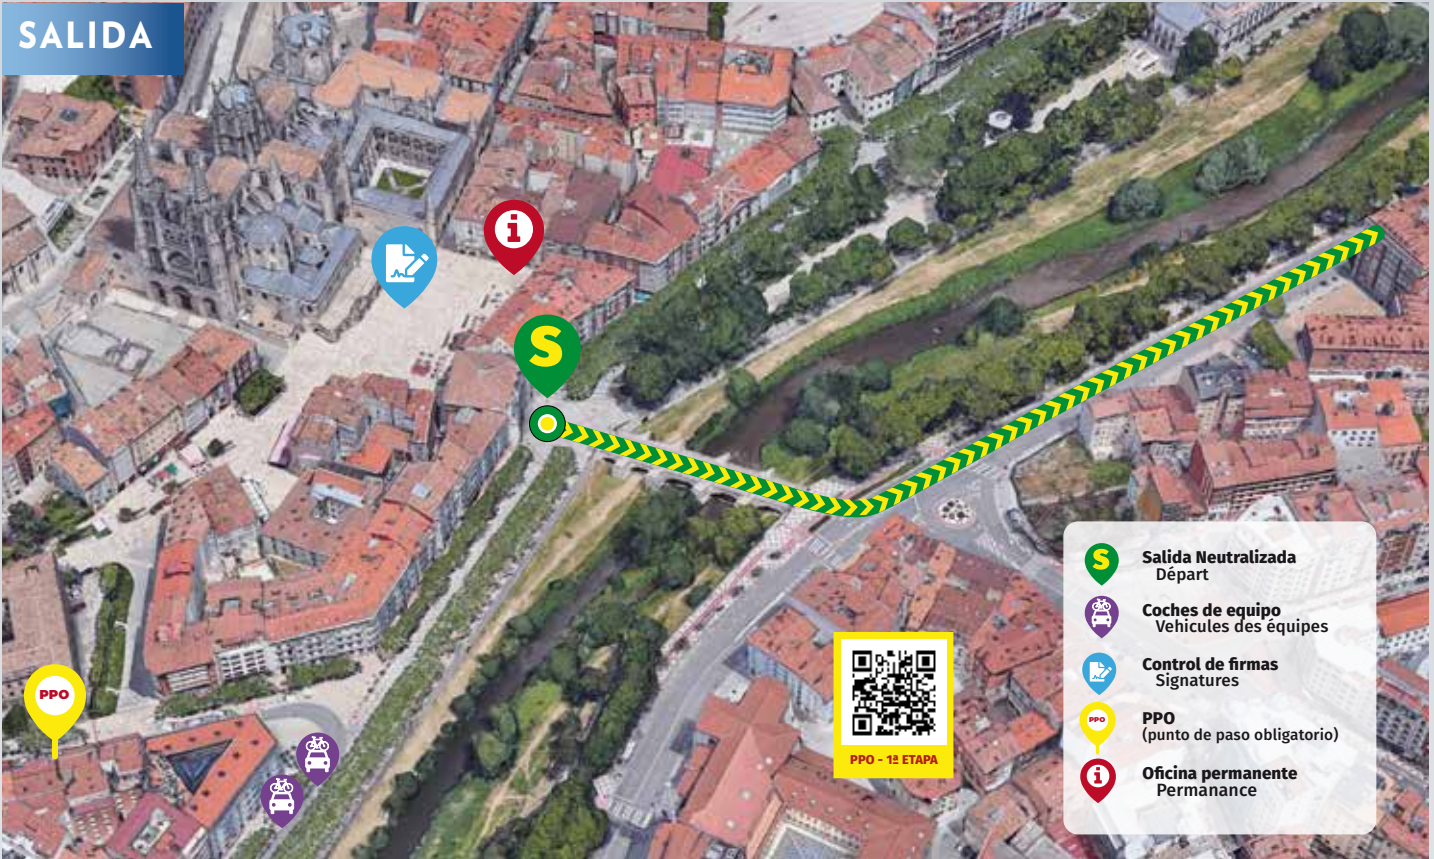 SALIDA
i
S
PPO
PPO - 1ª ETAPA
S
Salida Neutralizada
Départ
Coches de equipo
Vehicules des équipes
Control de firmas
Signatures
PPO
PPO
(punto de paso obligatorio)
i
Oficina permanente
Permanance